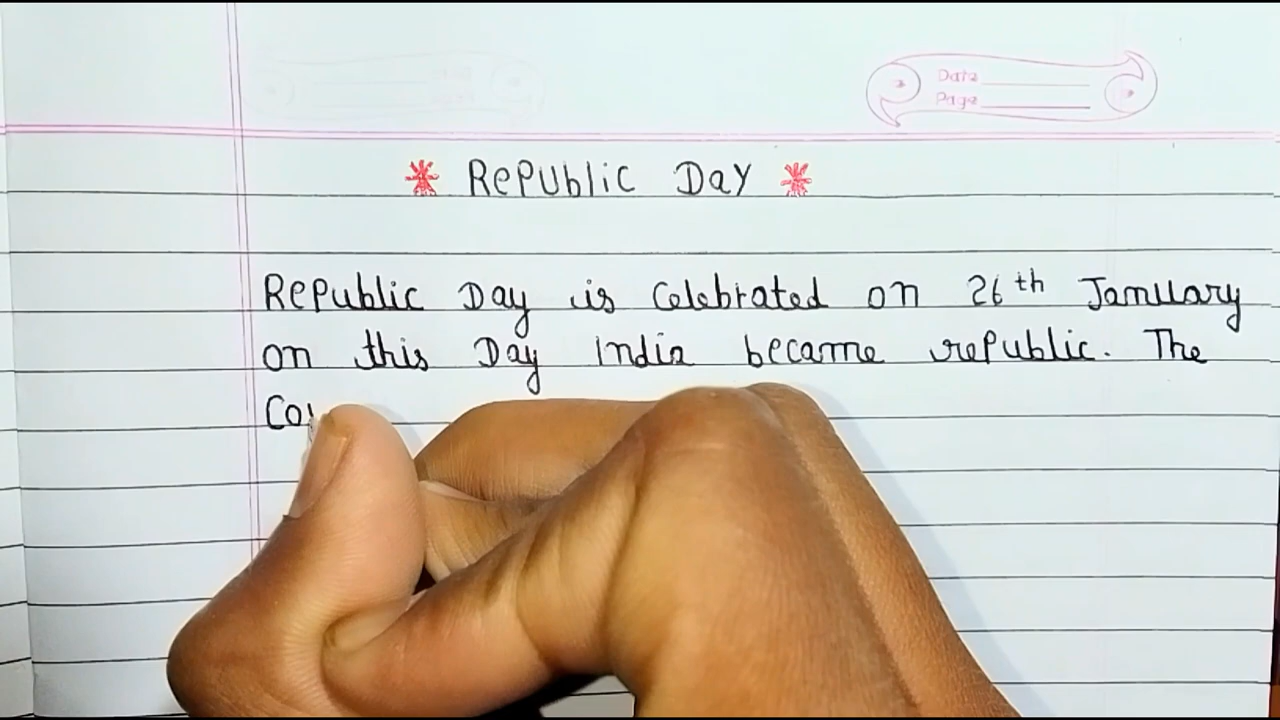 Date
Page
* Republic Day *
Republic Day is celebrated on 26th January
on this Day India became republic. The